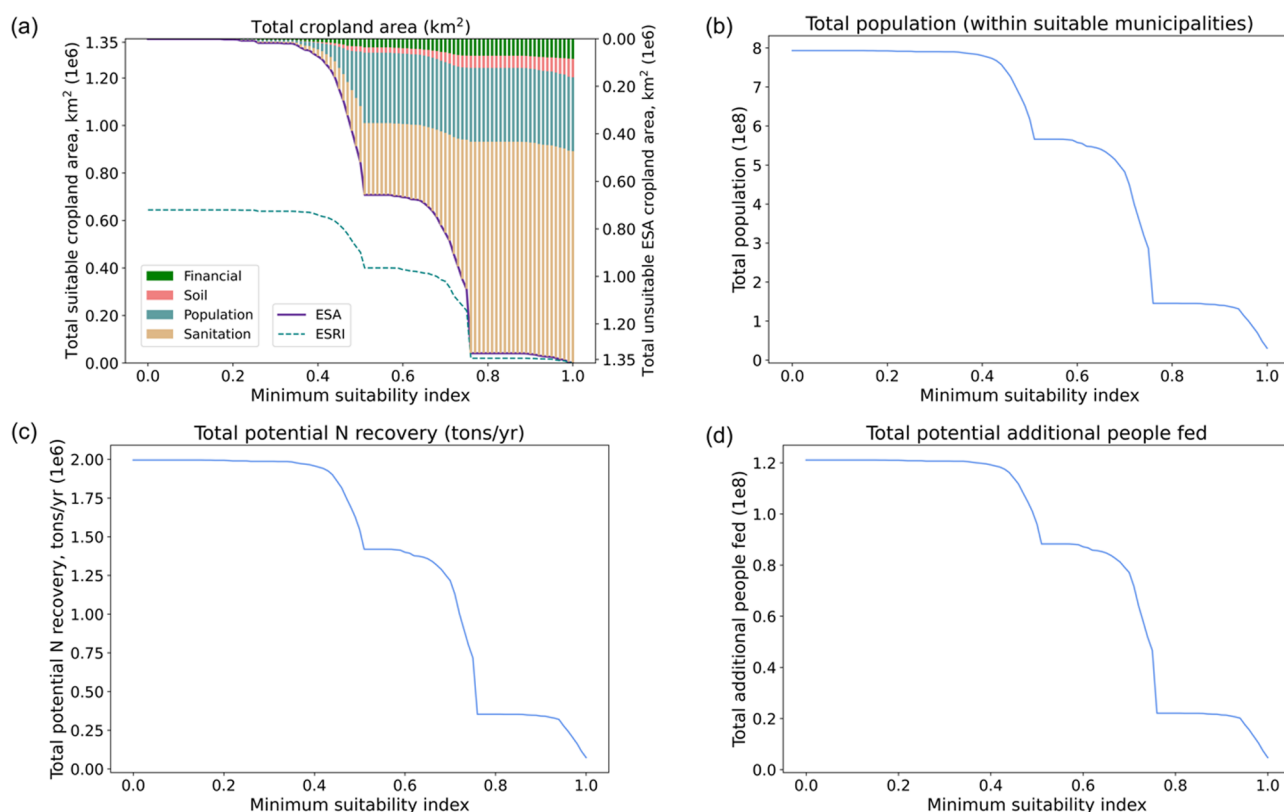 (a)
Total cropland area (km²)
Total suitable cropland area, km² (1e6)
1.35
1.20
1.00
0.80
0.60
0.40
0.20
0.00
Financial
Soil
Population
Sanitation
ESA
ESRI
0.00
0.20
0.40
0.60
0.80
1.00
1.20
1.35
Total unsuitable ESA cropland area, km² (1e6)
0.0 0.2 0.4 0.6 0.8 1.0
Minimum suitability index
(b)
Total population (within suitable municipalities)
Total population (1e8)
8
7
6
5
4
3
2
1
0
0.0 0.2 0.4 0.6 0.8 1.0
Minimum suitability index
(c)
Total potential N recovery (tons/yr)
Total potential N recovery, tons/yr (1e6)
2.00
1.75
1.50
1.25
1.00
0.75
0.50
0.25
0.00
0.0 0.2 0.4 0.6 0.8 1.0
Minimum suitability index
(d)
Total potential additional people fed
Total additional people fed (1e8)
1.2
1.0
0.8
0.6
0.4
0.2
0.0
0.0 0.2 0.4 0.6 0.8 1.0
Minimum suitability index